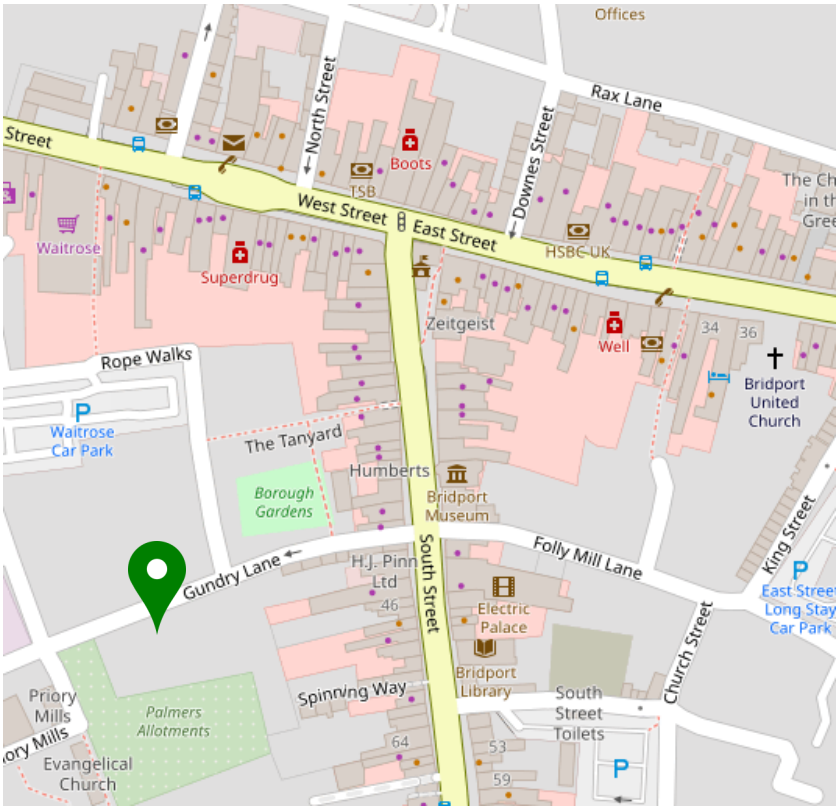 Offices
Rax Lane
North Street
Downes Street
Street
Boots
TSB
The Ch
in th
Gree
West Street
East Street
HSBC UK
Waitrose
Superdrug
Zeitgeist
Well
34
36
Bridport
United
Church
Rope Walks
Waitrose
Car Park
The Tanyard
Humberts
Borough
Gardens
Bridport
Museum
King Street
Folly Mill Lane
Gundry Lane
H.J. Pinn
Ltd
46
South Street
Electric
Palace
East Street
Long Stay
Car Park
Church Street
Bridport
Library
Spinning Way
South
Street
Toilets
Priory
Mills
Palmers
Allotments
ory Mills
Evangelical
Church
64
53
59
P
P
P